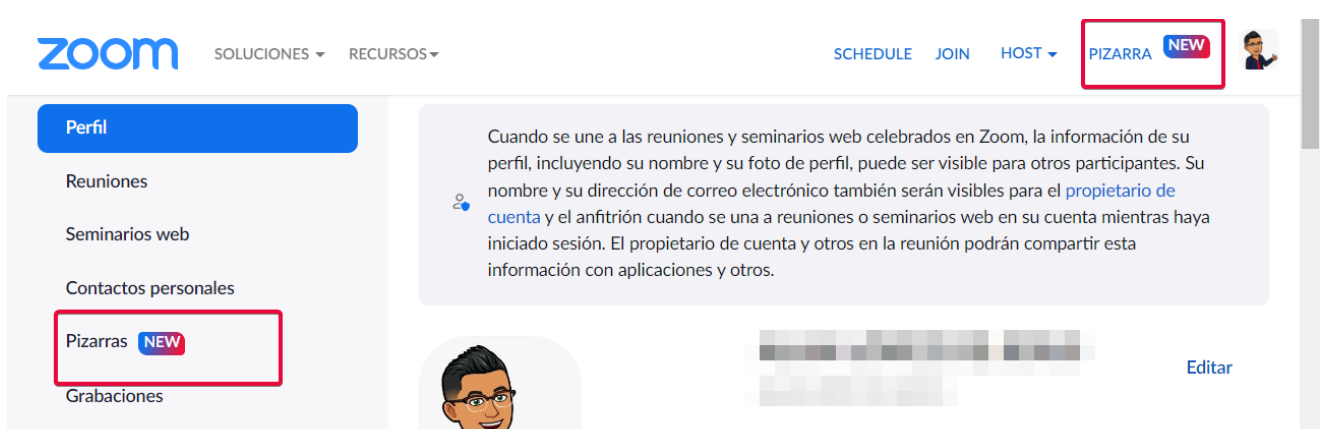 zoom SOLUCIONES RECURSOS SCHEDULE JOIN HOST PIZARRA NEW
Perfil
Reuniones
Seminarios web
Contactos personales
Pizarras NEW
Grabaciones
Cuando se une a las reuniones y seminarios web celebrados en Zoom, la información de su
perfil, incluyendo su nombre y su foto de perfil, puede ser visible para otros participantes. Su
nombre y su dirección de correo electrónico también serán visibles para el propietario de
cuenta y el anfitrión cuando se una a reuniones o seminarios web en su cuenta mientras haya
iniciado sesión. El propietario de cuenta y otros en la reunión podrán compartir esta
información con aplicaciones y otros.
Editar